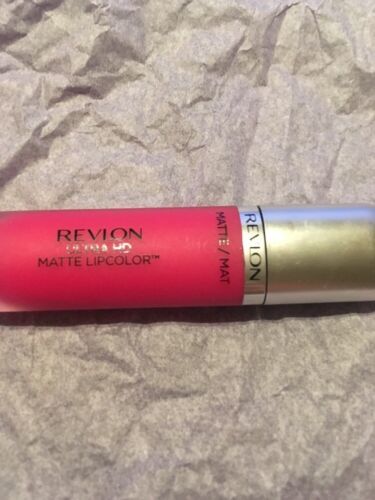 REVLON
ULTRA HD
MATTE LIPCOLOR™
MATTE / MAT
REVLON